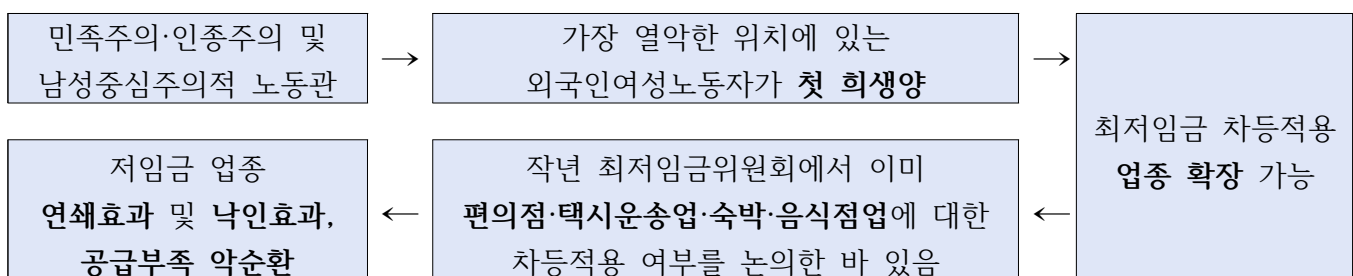 민족주의·인종주의 및
남성중심주의적 노동관
→
가장 열악한 위치에 있는
외국인여성노동자가 첫 희생양
→
최저임금 차등적용
업종 확장 가능
←
작년 최저임금위원회에서 이미
편의점·택시운송업·숙박·음식점업에 대한
차등적용 여부를 논의한 바 있음
←
저임금 업종
연쇄효과 및 낙인효과,
공급부족 악순환